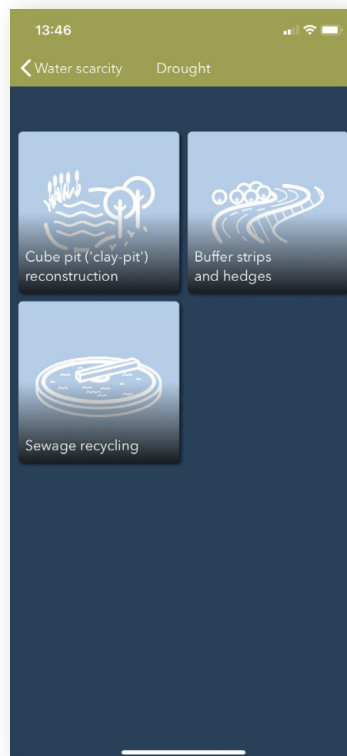 13:46
Water scarcity Drought
Cube pit ('clay-pit')
reconstruction
Buffer strips
and hedges
Sewage recycling